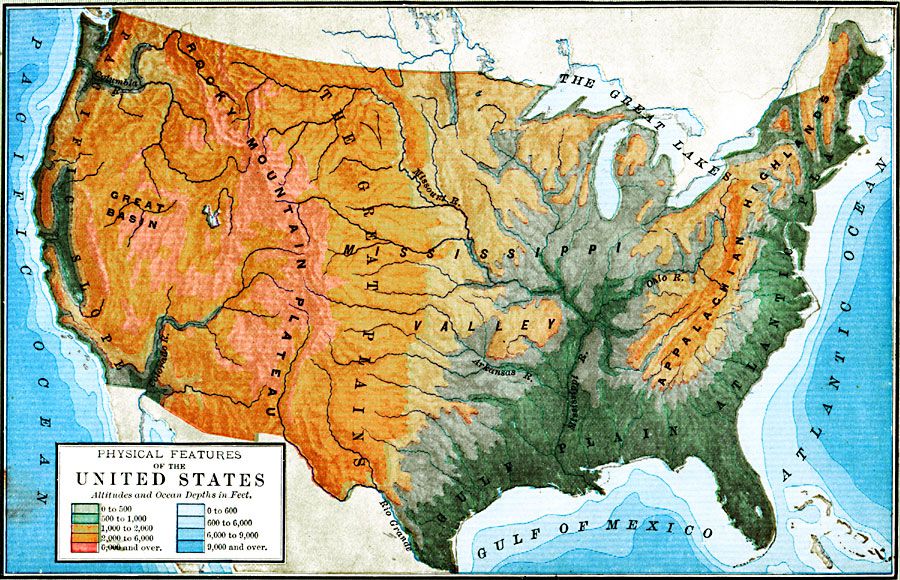 PACIFIC OCEAN
PACIFIC SLOPE
Columbia
ROCKY MOUNTAIN PLATEAU
GREAT
BASIN
Colorado R.
THE GREAT PLAINS
Missouri R.
MISSISSIPPI
VALLEY
Arkansas R.
Mississippi R.
Ohio R.
THE GREAT LAKES
APPALACHIAN HIGHLANDS
ATLANTIC PLAIN
GULF PLAIN
Rio Grande
GULF OF MEXICO
ATLANTIC OCEAN
PHYSICAL FEATURES
OF THE
UNITED STATES
Altitudes and Ocean Depths in Feet.
0 to 500
500 to 1,000
1,000 to 2,000
2,000 to 6,000
6,000 and over.
0 to 600
600 to 6,000
6,000 to 9,000
9,000 and over.